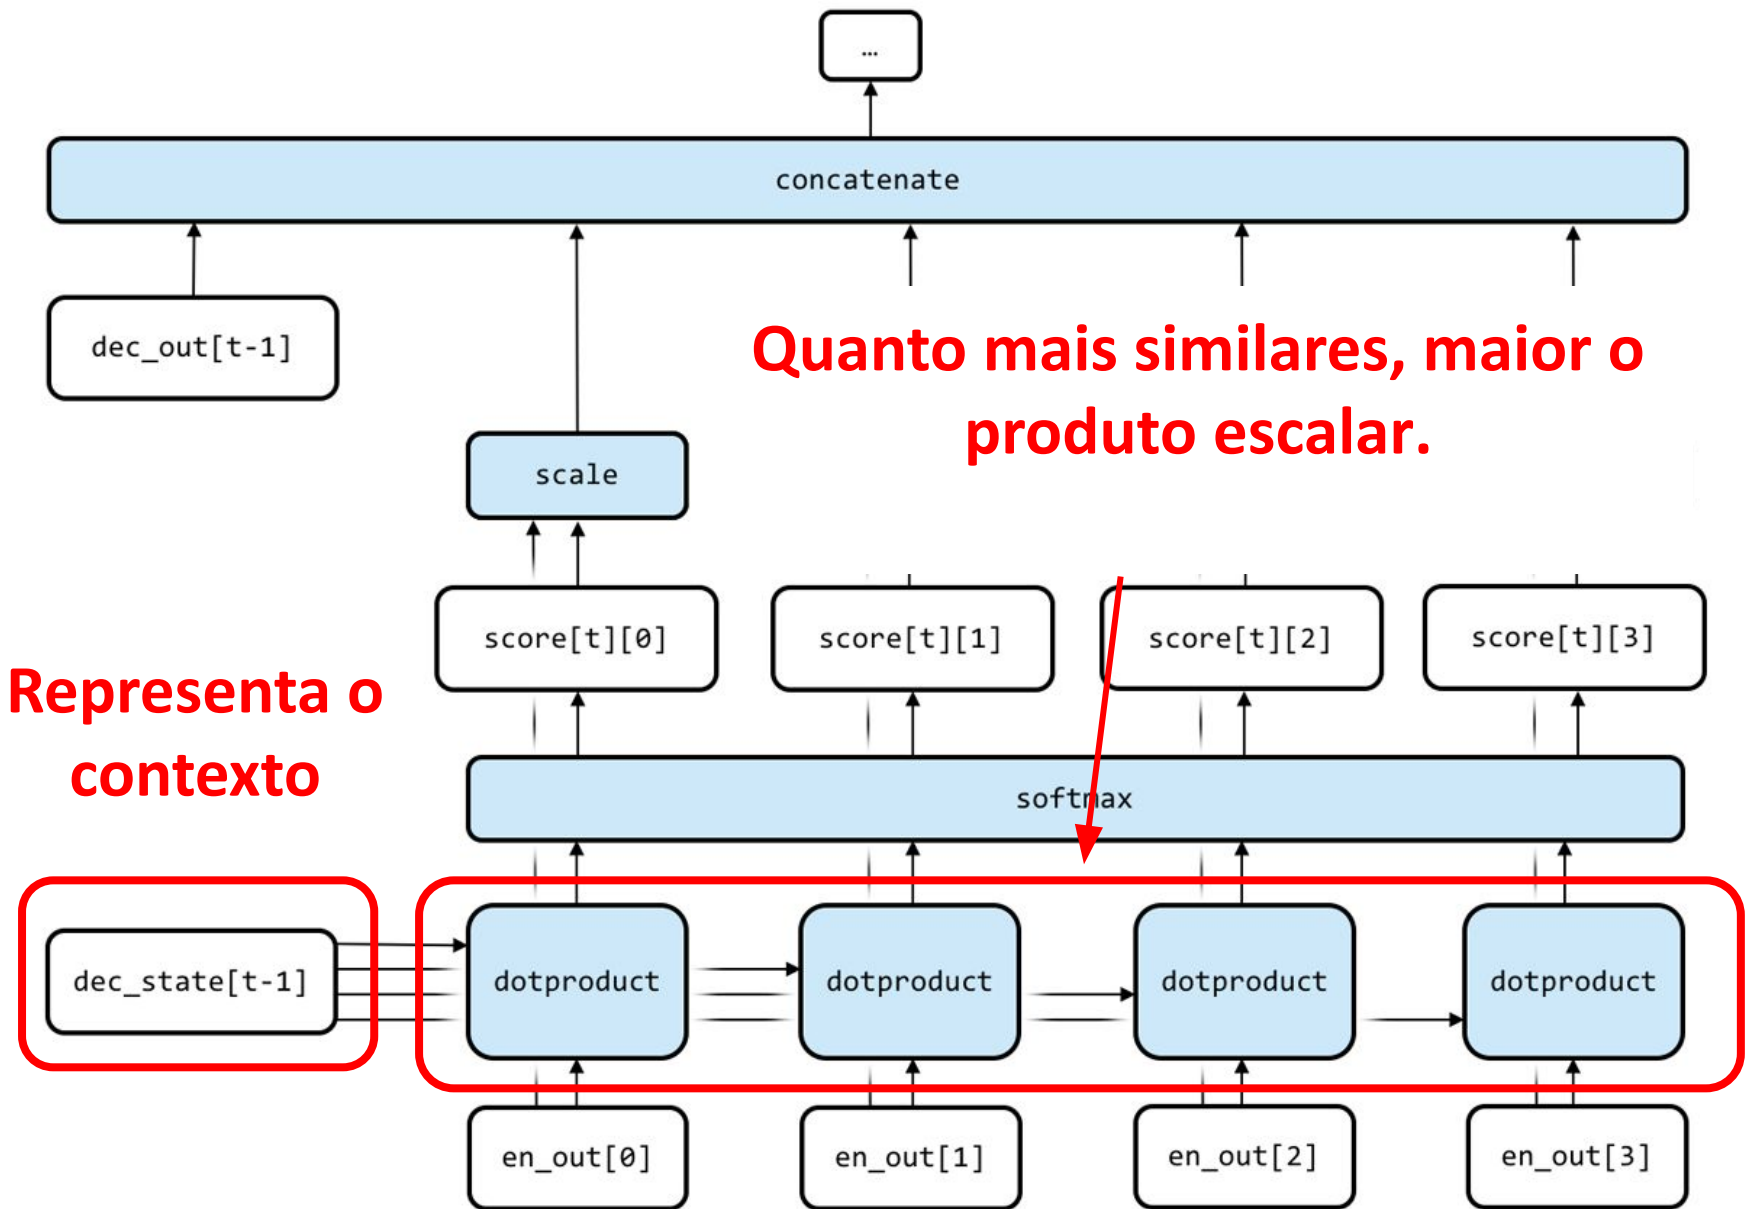 …
concatenate
dec_out[t-1]
Quanto mais similares, maior o
produto escalar.
scale
score[t][0]
score[t][1]
score[t][2]
score[t][3]
Representa o
contexto
softmax
dec_state[t-1]
dotproduct
dotproduct
dotproduct
dotproduct
en_out[0]
en_out[1]
en_out[2]
en_out[3]